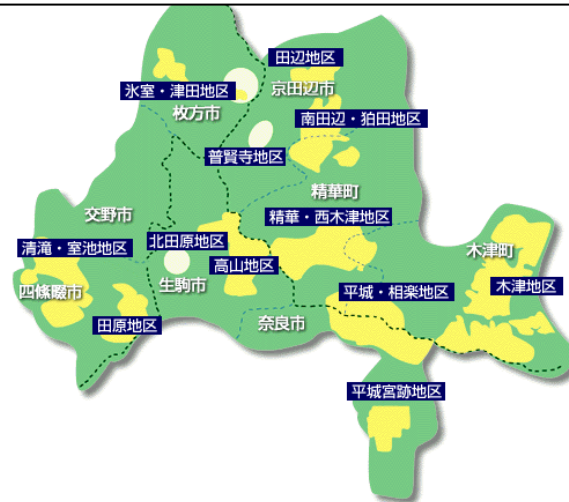 田辺地区
氷室・津田地区
京田辺市
枚方市
南田辺・狛田地区
普賢寺地区
精華町
交野市
精華・西木津地区
清滝・室池地区
北田原地区
木津町
高山地区
生駒市
木津地区
四條畷市
平城・相楽地区
田原地区
奈良市
平城宮跡地区